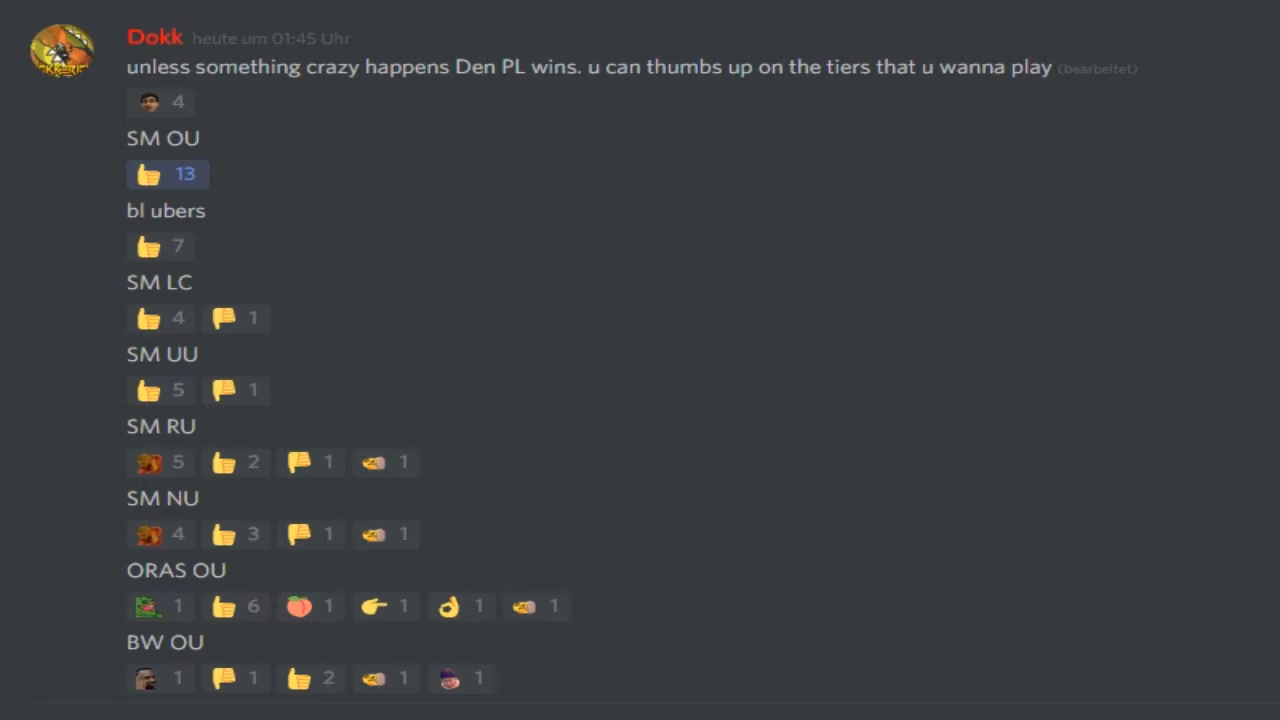 Dokk heute um 01:45 Uhr
unless something crazy happens Den PL wins. u can thumbs up on the tiers that u wanna play (bearbeitet)
4
SM OU
13
bl ubers
7
SM LC
4 1
SM UU
5 1
SM RU
5 2 1 1
SM NU
4 3 1 1
ORAS OU
1 6 1 1 1 1
BW OU
1 1 2 1 1